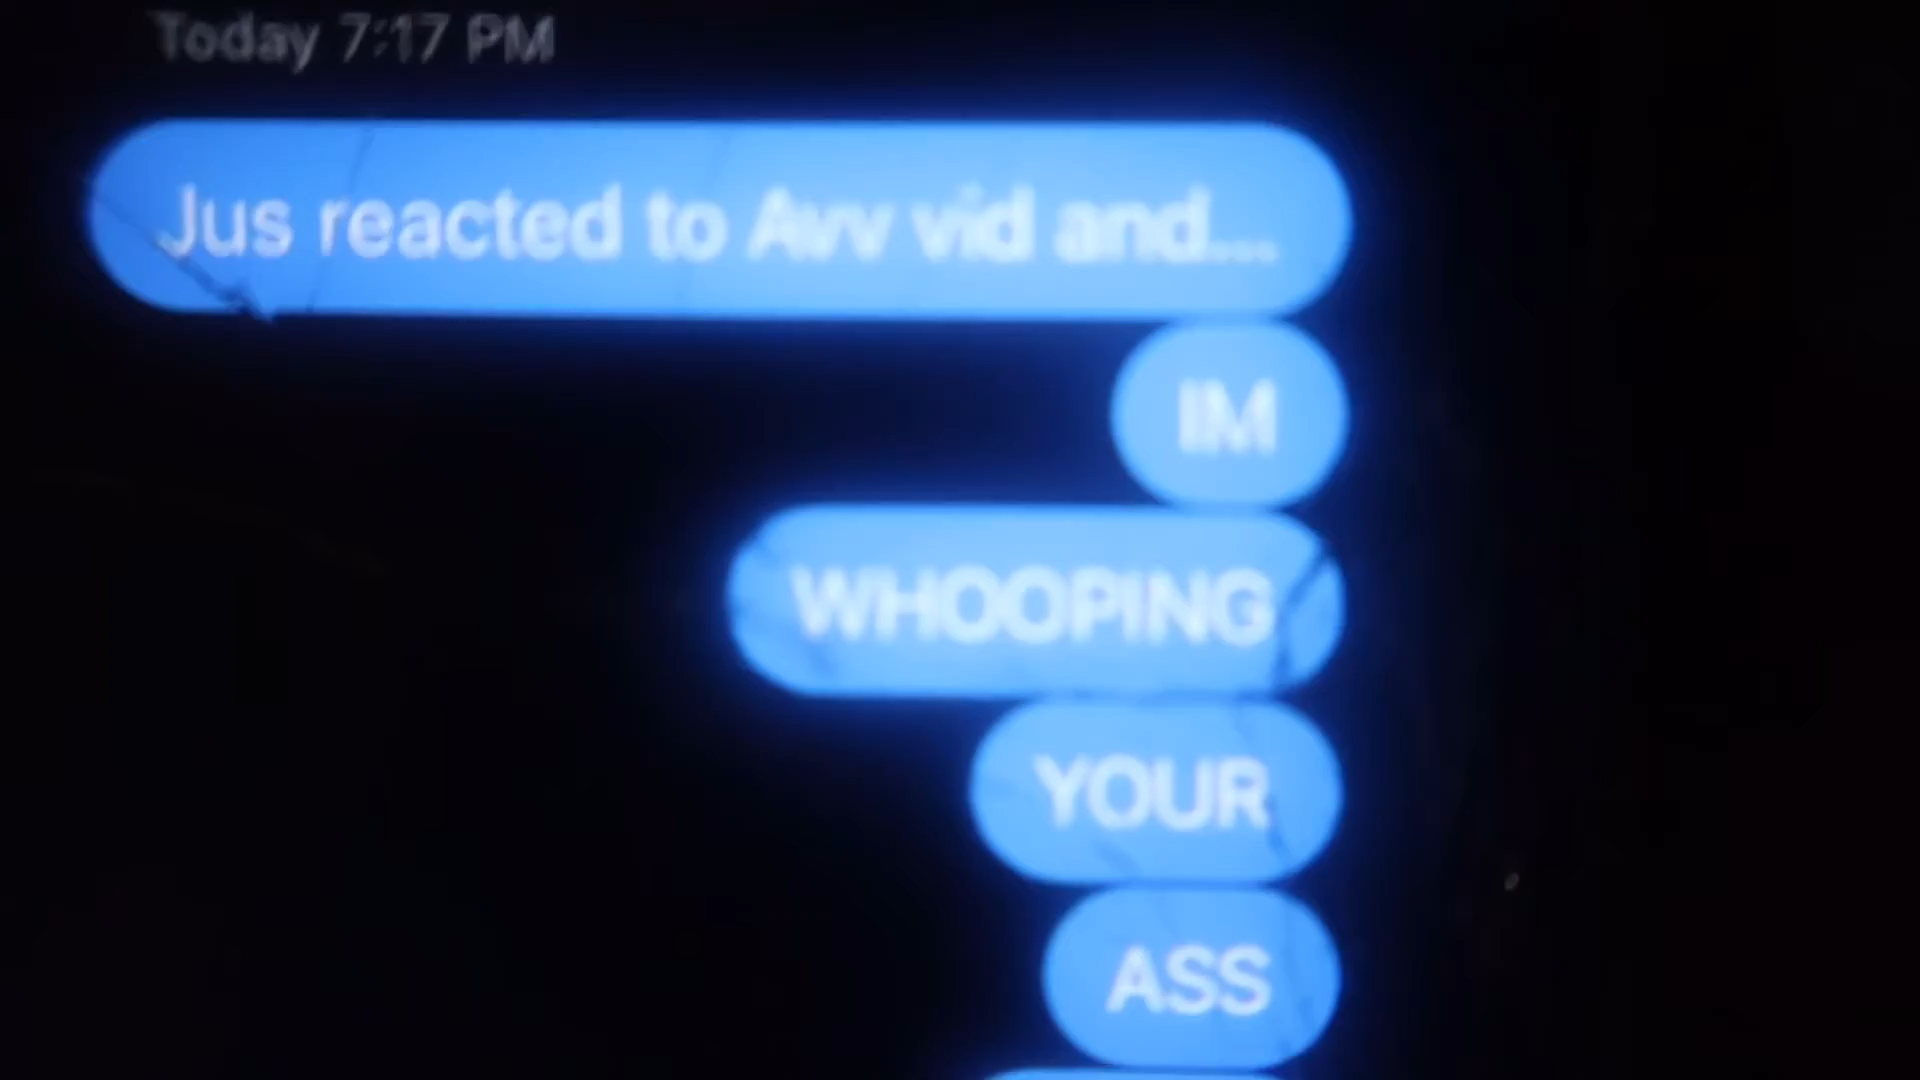 Today 7:17 PM
Jus reacted to Avv vid and...
IM
WHOOPING
YOUR
ASS